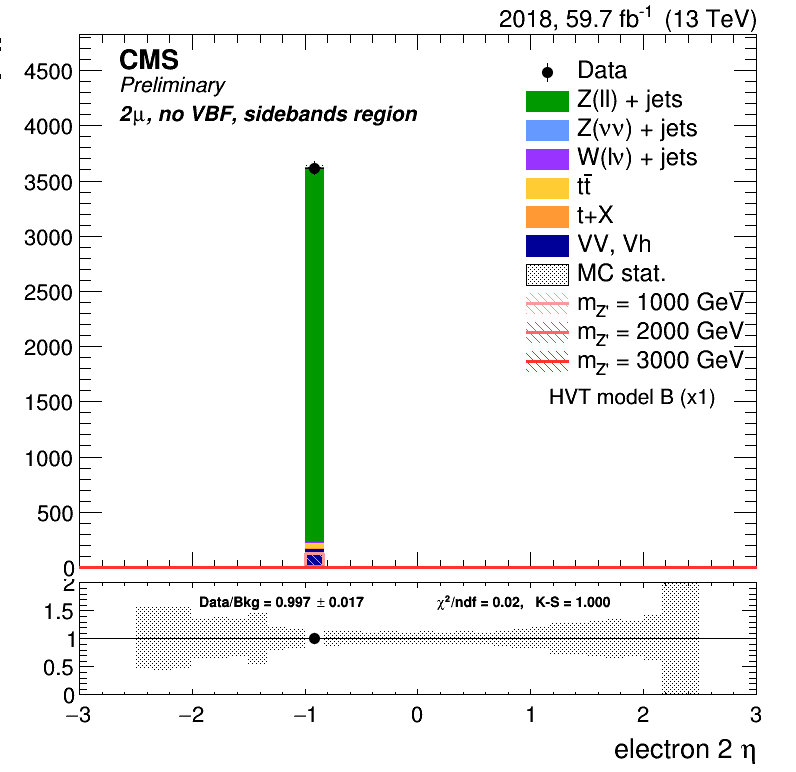 2018, 59.7 fb⁻¹ (13 TeV)
CMS
Preliminary
2μ, no VBF, sidebands region
Data
Z(ll) + jets
Z(νν) + jets
W(lν) + jets
tt̄
t+X
VV, Vh
MC stat.
m_Z' = 1000 GeV
m_Z' = 2000 GeV
m_Z' = 3000 GeV
HVT model B (x1)
4500
4000
3500
3000
2500
2000
1500
1000
500
0
Data/Bkg = 0.997 ± 0.017
χ²/ndf = 0.02, K-S = 1.000
2
1.5
1
0.5
0
−3 −2 −1 0 1 2 3
electron 2 η